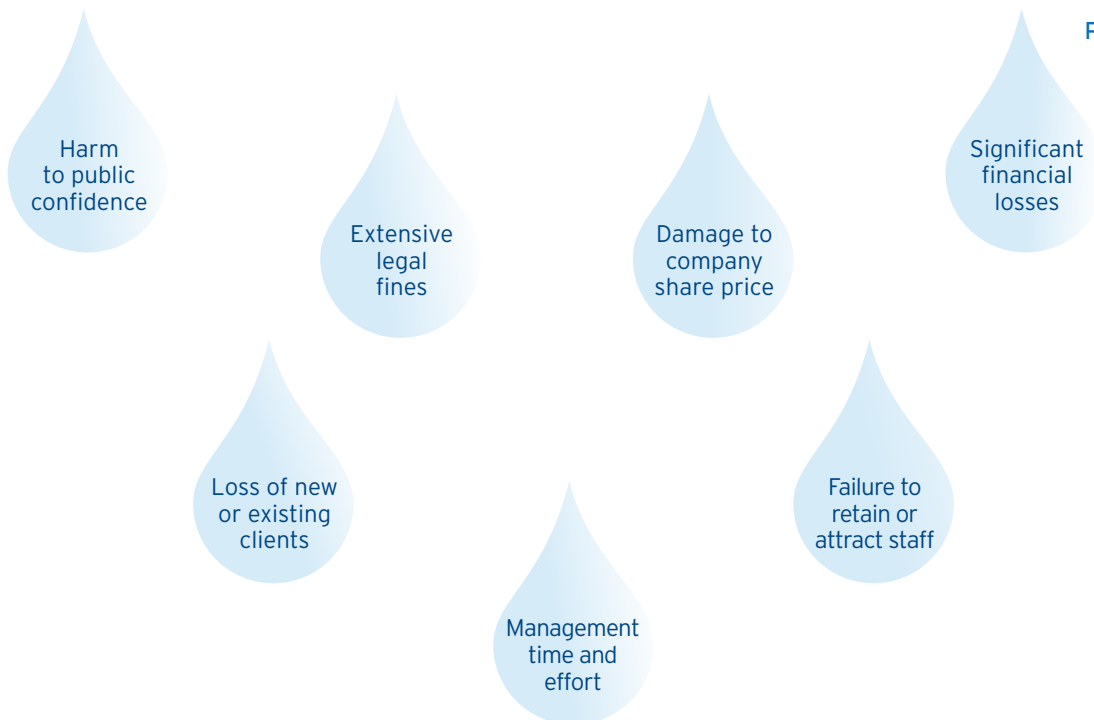 Harm
to public
confidence
Extensive
legal
fines
Damage to
company
share price
Significant
financial
losses
Loss of new
or existing
clients
Management
time and
effort
Failure to
retain or
attract staff